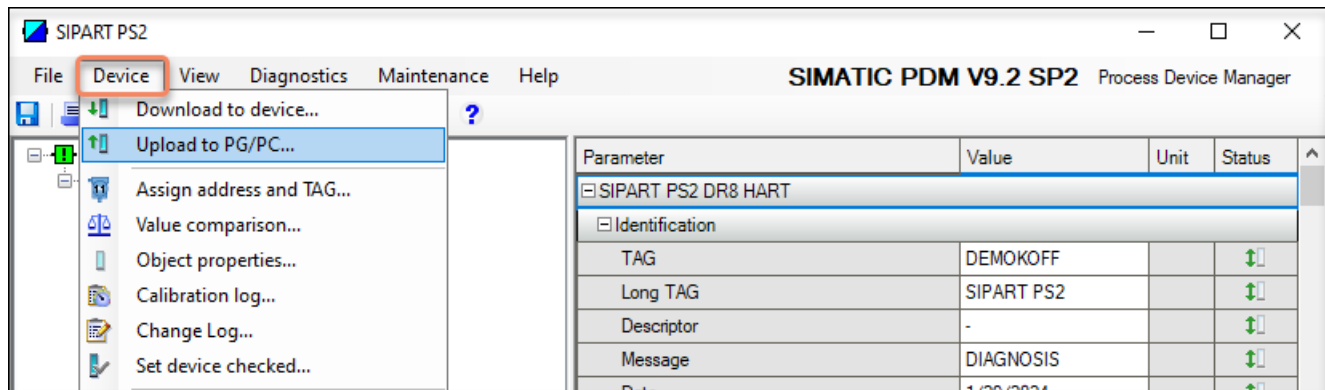 SIPART PS2
File Device View Diagnostics Maintenance Help SIMATIC PDM V9.2 SP2 Process Device Manager
Download to device...
?
Upload to PG/PC...
Parameter Value Unit Status
Assign address and TAG...
SIPART PS2 DR8 HART
Value comparison...
Identification
Object properties...
TAG DEMOKOFF
Calibration log...
Long TAG SIPART PS2
Change Log...
Descriptor -
Set device checked...
Message DIAGNOSIS